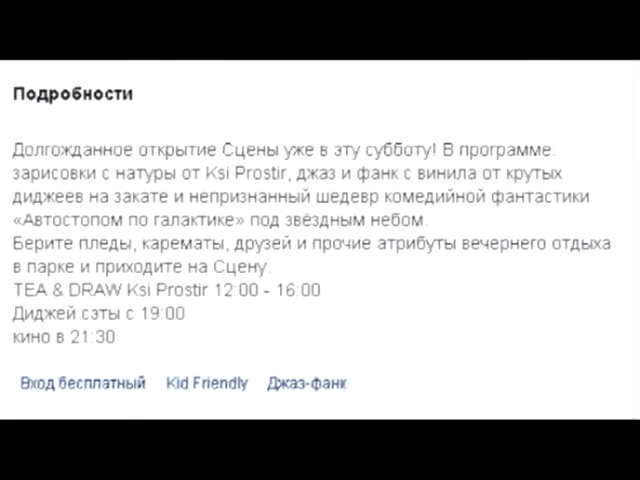 Подробности
Долгожданное открытие Сцены уже в эту субботу! В программе:
зарисовки с натуры от Ksi Prostir, джаз и фанк с винила от крутых
диджеев на закате и непризнанный шедевр комедийной фантастики
«Автостопом по галактике» под звёздным небом.
Берите пледы, карематы, друзей и прочие атрибуты вечернего отдыха
в парке и приходите на Сцену.
TEA & DRAW Ksi Prostir 12:00 - 16:00
Диджей сэты с 19:00
кино в 21:30
Вход бесплатный Kid Friendly Джаз-фанк